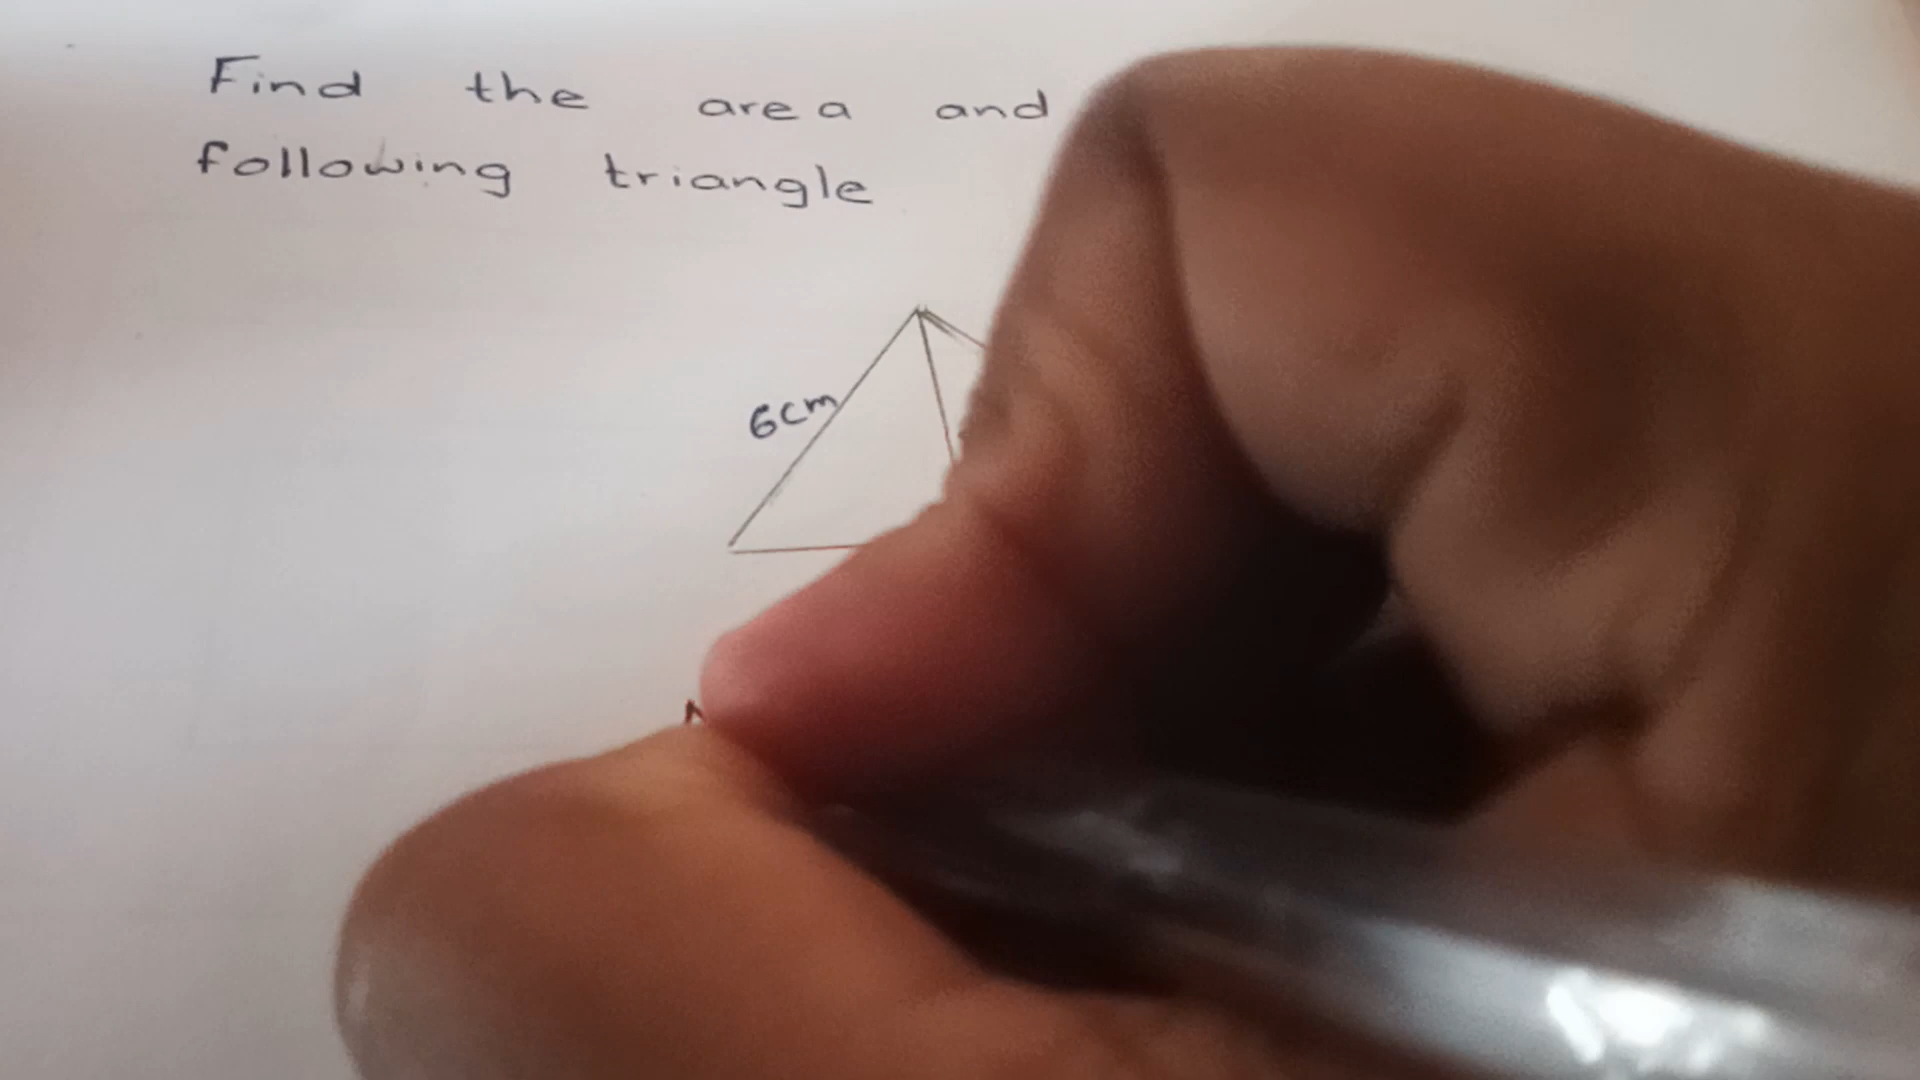 Find the area and
following triangle
6cm